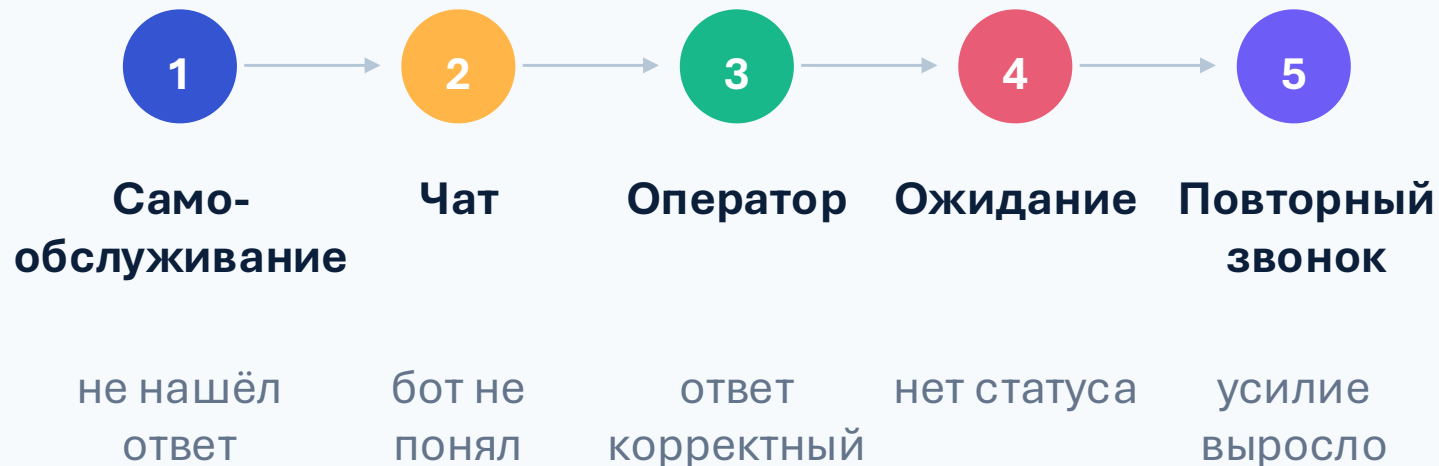 1
2
3
4
5
Само-
обслуживание
Чат
Оператор
Ожидание
Повторный
звонок
не нашёл
ответ
бот не
понял
ответ
корректный
нет статуса
усилие
выросло